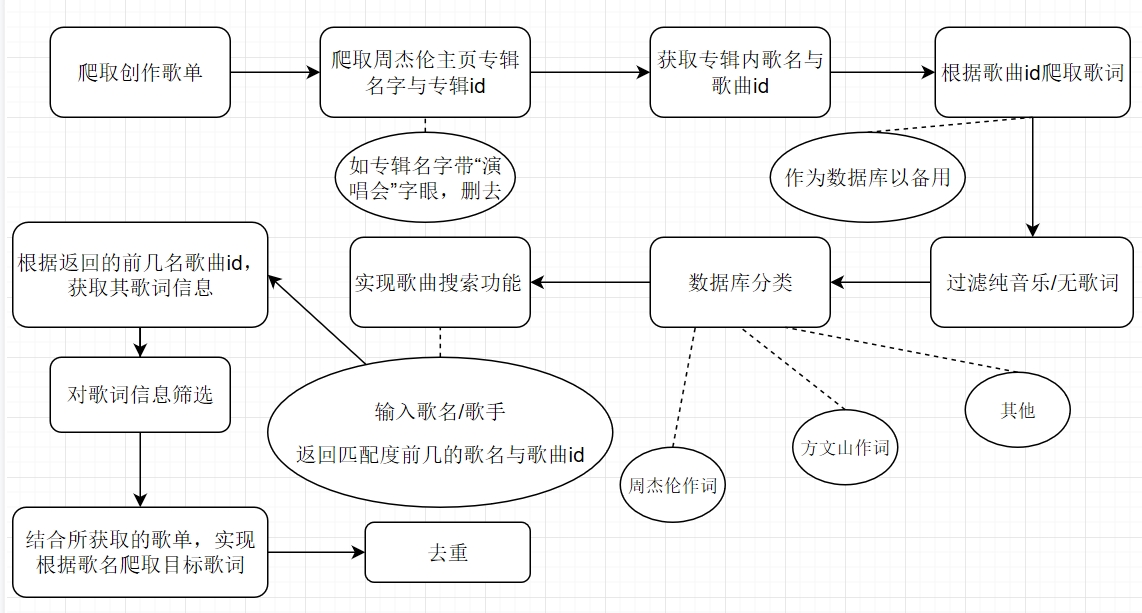 爬取创作歌单
爬取周杰伦主页专辑
名字与专辑id
获取专辑内歌名与
歌曲id
根据歌曲id爬取歌词
如专辑名字带“演
唱会”字眼，删去
作为数据库以备用
根据返回的前几名歌曲id，
获取其歌词信息
实现歌曲搜索功能
数据库分类
过滤纯音乐/无歌词
对歌词信息筛选
输入歌名/歌手
返回匹配度前几的歌名与歌曲id
周杰伦作词
方文山作词
其他
结合所获取的歌单，实现
根据歌名爬取目标歌词
去重